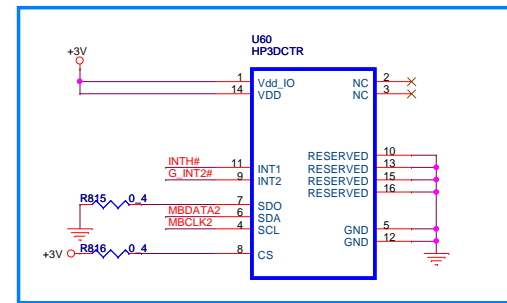 U60
HP3DCTR
+3V
1 Vdd_IO NC 2
14 VDD NC 3
RESERVED 10
INTH# 11 INT1 RESERVED 13
G_INT2# 9 INT2 RESERVED 15
RESERVED 16
R815 0_4 7 SDO
MBDATA2 6 SDA
MBCLK2 4 SCL GND 5
GND 12
+3V R816 0_4 8 CS